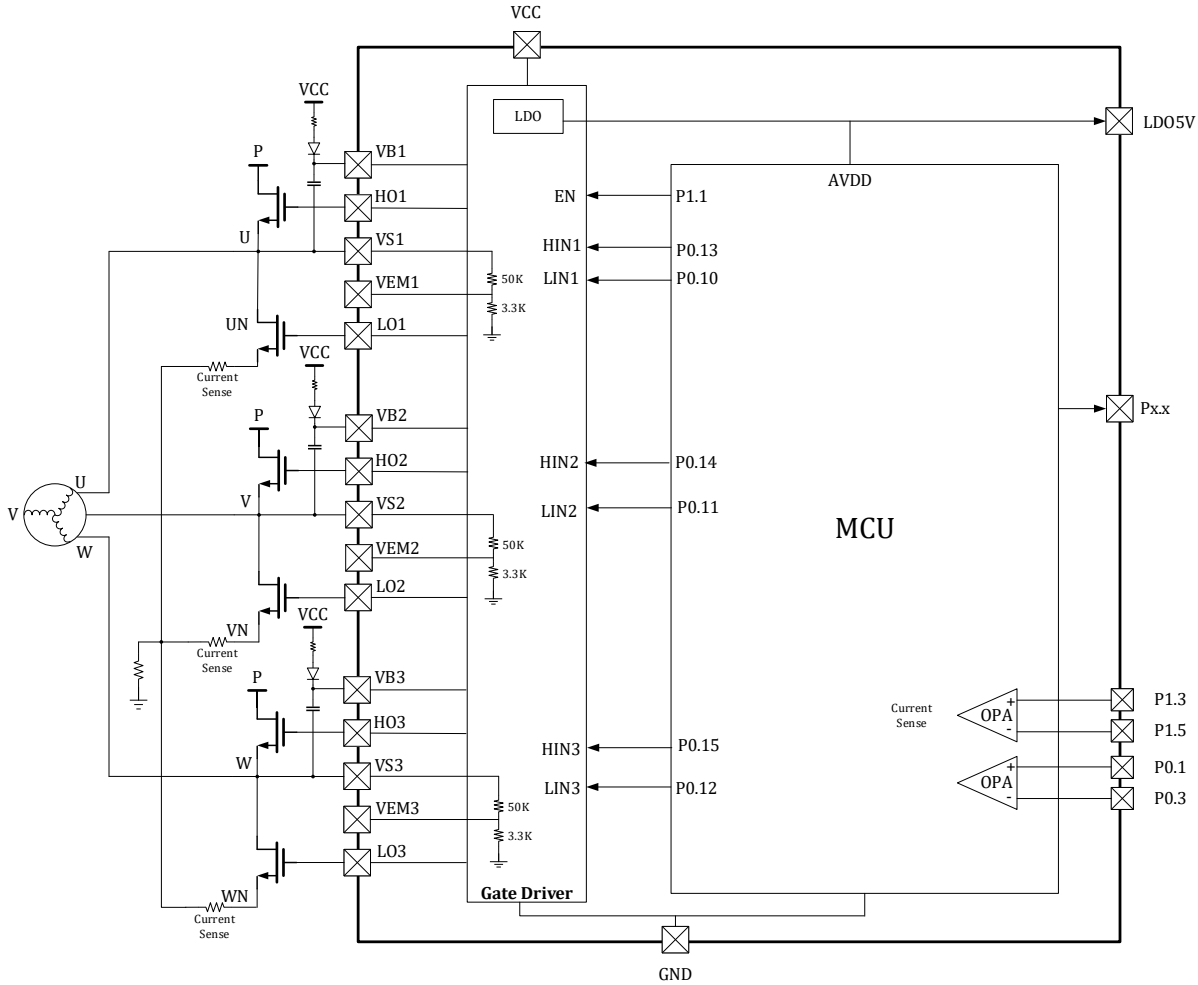 VCC
VCC
LDO
LDO5V
P
VB1
AVDD
HO1
EN
P1.1
U
VS1
HIN1
P0.13
50K
LIN1
P0.10
VEM1
3.3K
UN
LO1
VCC
Current
Sense
P
VB2
Px.x
HO2
HIN2
P0.14
U
V
VS2
LIN2
P0.11
V
MCU
50K
W
VEM2
3.3K
LO2
VCC
VN
Current
Sense
P
VB3
P1.3
Current
Sense
+
OPA
-
P1.5
HO3
HIN3
P0.15
W
VS3
P0.1
+
OPA
-
LIN3
P0.12
P0.3
50K
VEM3
3.3K
LO3
WN
Gate Driver
Current
Sense
GND